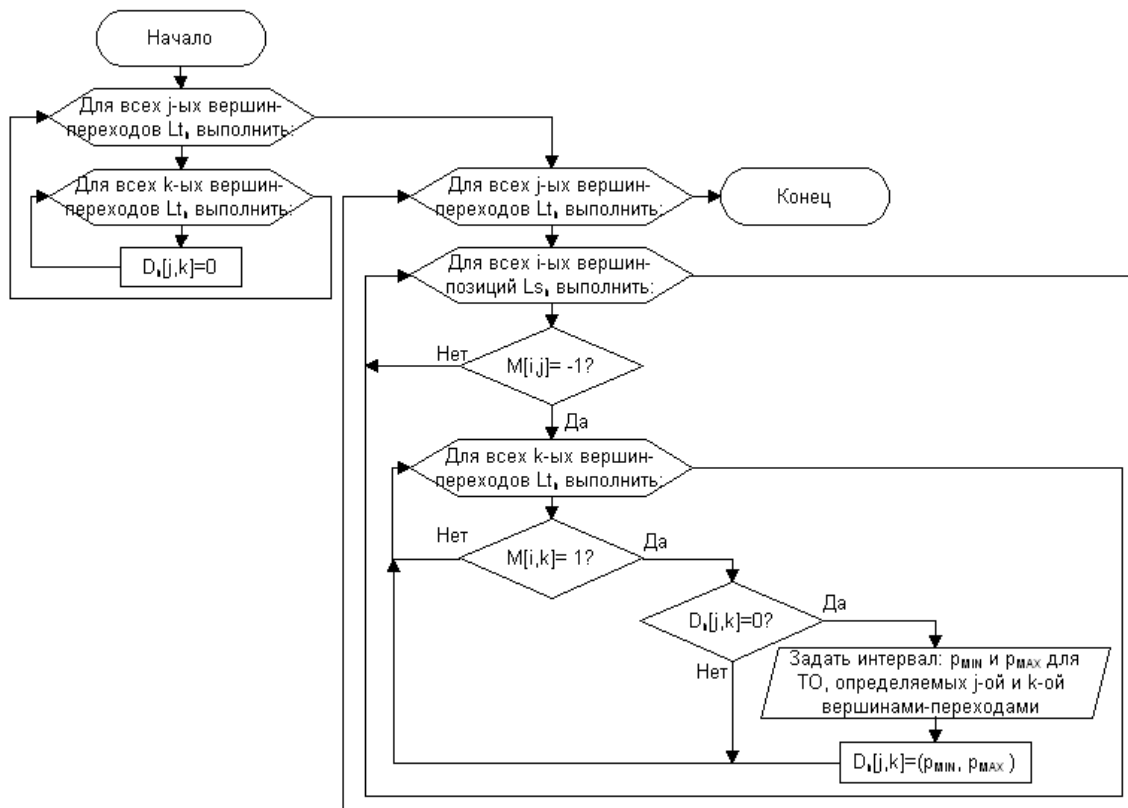 Начало
Для всех j-ых вершин-
переходов Lt, выполнить:
Для всех k-ых вершин-
переходов Lt, выполнить:
D,[j,k]=0
Для всех j-ых вершин-
переходов Lt, выполнить:
Конец
Для всех i-ых вершин-
позиций Ls, выполнить:
Нет
M[i,j]= -1?
Да
Для всех k-ых вершин-
переходов Lt, выполнить:
Нет
M[i,k]= 1?
Да
D,[j,k]=0?
Да
Нет
Задать интервал: pMIN и pMAX для
ТО, определяемых j-ой и k-ой
вершинами-переходами
D,[j,k]=(pMIN, pMAX )